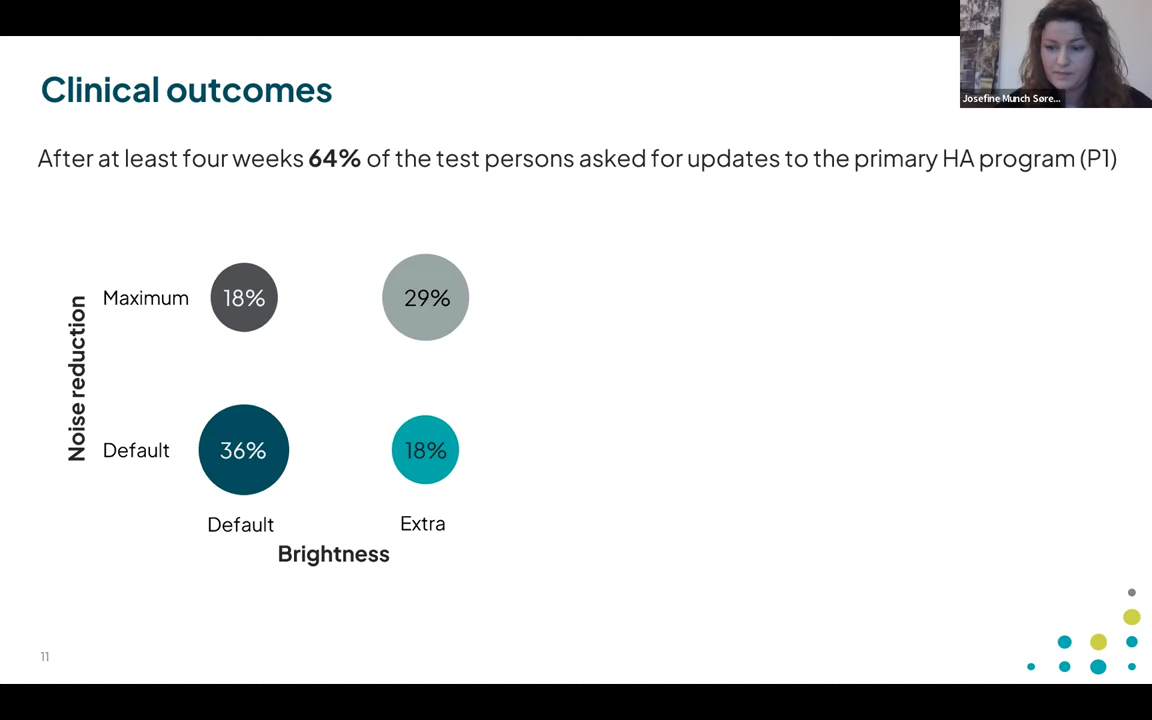 Clinical outcomes
Josefine Munch Søre...
After at least four weeks 64% of the test persons asked for updates to the primary HA program (P1)
Noise reduction
Maximum 18% 29%
Default 36% 18%
Default Extra
Brightness
11